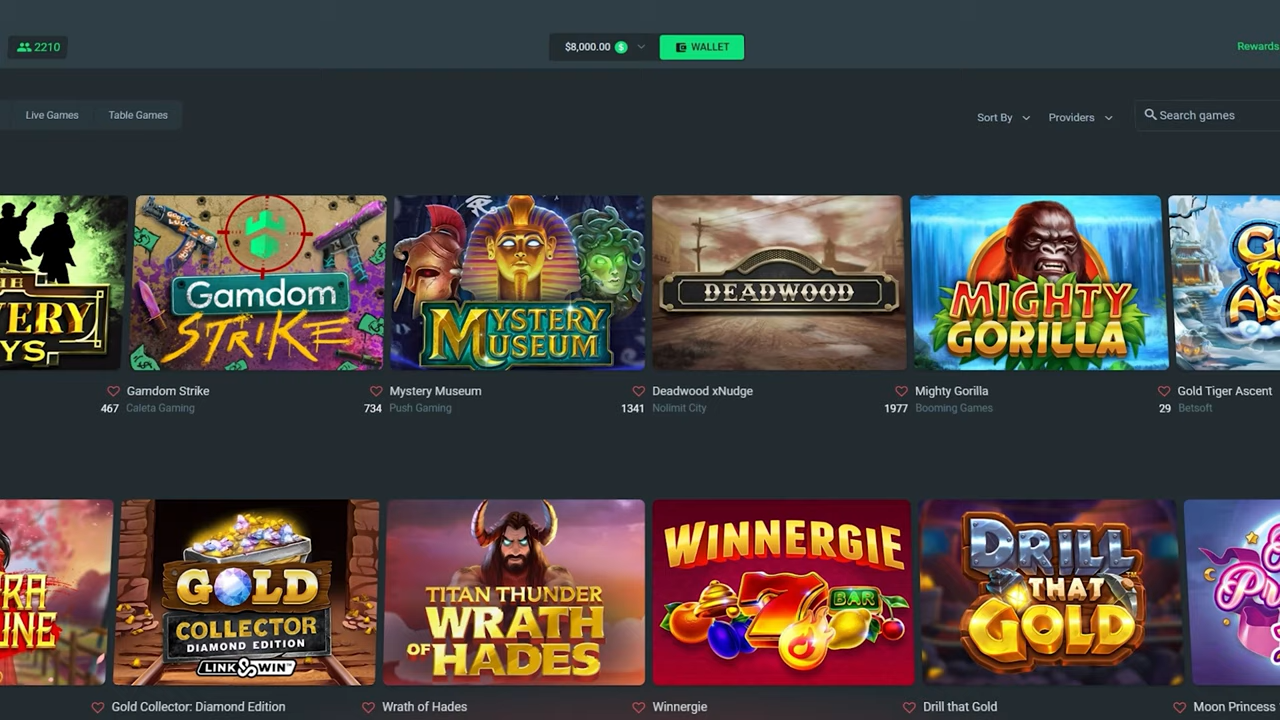 2210
$8,000.00
WALLET
Rewards
Live Games
Table Games
Sort By
Providers
Search games
Gamdom
STRIKE
MYSTERY
MUSEUM
DEADWOOD
MIGHTY
GORILLA
Gamdom Strike
467 Caleta Gaming
Mystery Museum
734 Push Gaming
Deadwood xNudge
1341 Nolimit City
Mighty Gorilla
1977 Booming Games
Gold Tiger Ascent
29 Betsoft
GOLD
COLLECTOR
DIAMOND EDITION
LINK&WIN™
TITAN THUNDER
WRATH
OF HADES
WINNERGIE
7
BAR
DRILL
THAT
GOLD
Gold Collector: Diamond Edition
Wrath of Hades
Winnergie
Drill that Gold
Moon Princess